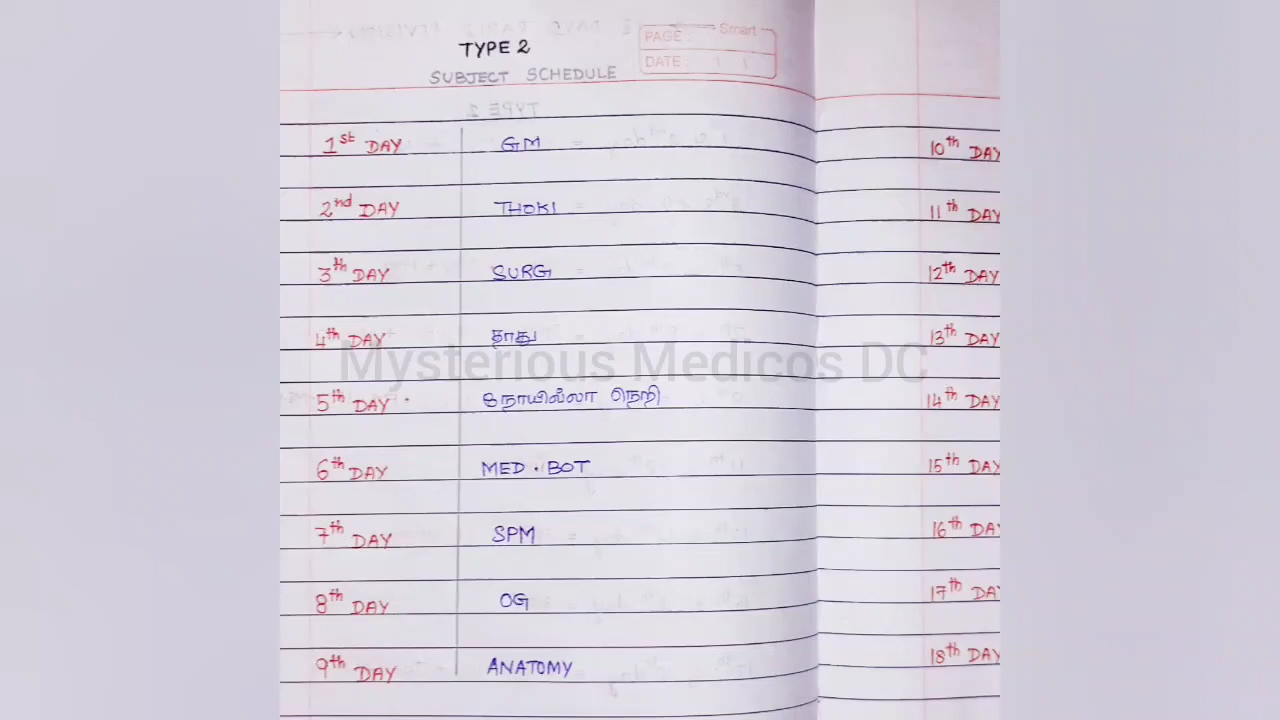 PAGE: Smart
TYPE 2
DATE:
SUBJECT SCHEDULE
1st DAY GM
2nd DAY THOKI
3th DAY SURG
4th DAY தாது
5th DAY நோயில்லா நெறி
6th DAY MED. BOT
7th DAY SPM
8th DAY OG
9th DAY ANATOMY
10th DAY
11th DAY
12th DAY
13th DAY
14th DAY
15th DAY
16th DAY
17th DAY
18th DAY
Mysterious Medicos DC